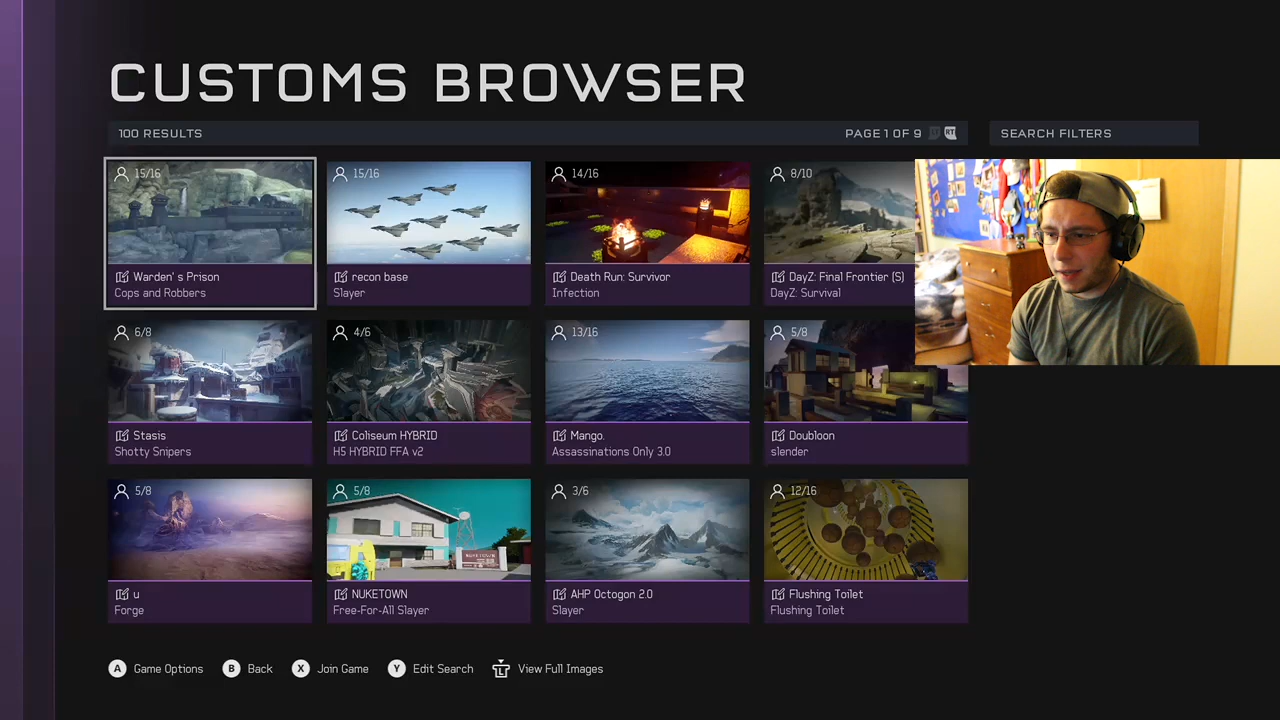 CUSTOMS BROWSER
100 RESULTS
PAGE 1 OF 9
LT
RT
SEARCH FILTERS
15/16
Warden' s Prison
Cops and Robbers
15/16
recon base
Slayer
14/16
Death Run: Survivor
Infection
8/10
DayZ: Final Frontier (S)
DayZ: Survival
6/8
Stasis
Shotty Snipers
4/6
Coliseum HYBRID
H5 HYBRID FFA v2
13/16
Mango.
Assassinations Only 3.0
5/8
Doubloon
slender
5/8
u
Forge
5/8
NUKETOWN
NUKETOWN
Free-For-All Slayer
3/6
AHP Octogon 2.0
Slayer
12/16
Flushing Toilet
Flushing Toilet
A Game Options
B Back
X Join Game
Y Edit Search
View Full Images